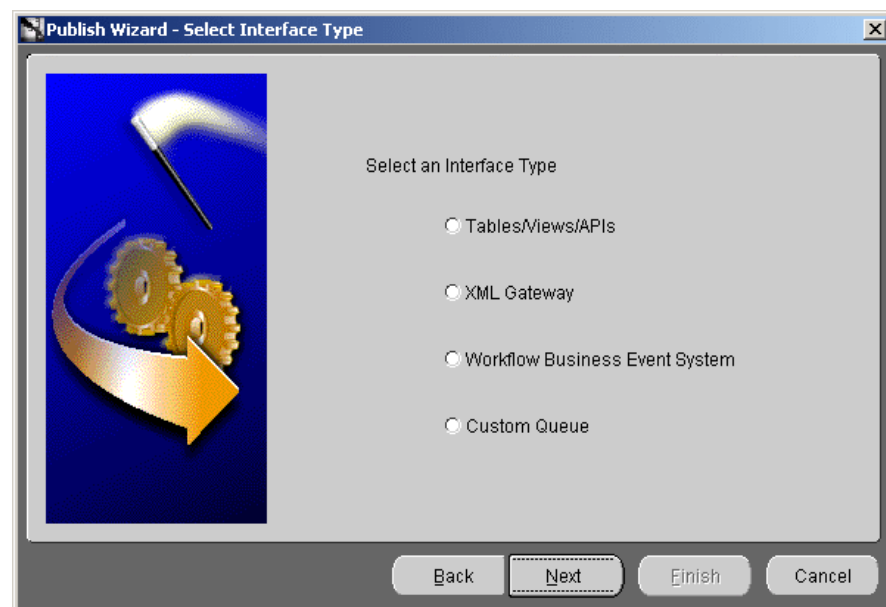 Publish Wizard - Select Interface Type
Select an Interface Type
Tables/Views/APIs
XML Gateway
Workflow Business Event System
Custom Queue
Back Next Finish Cancel